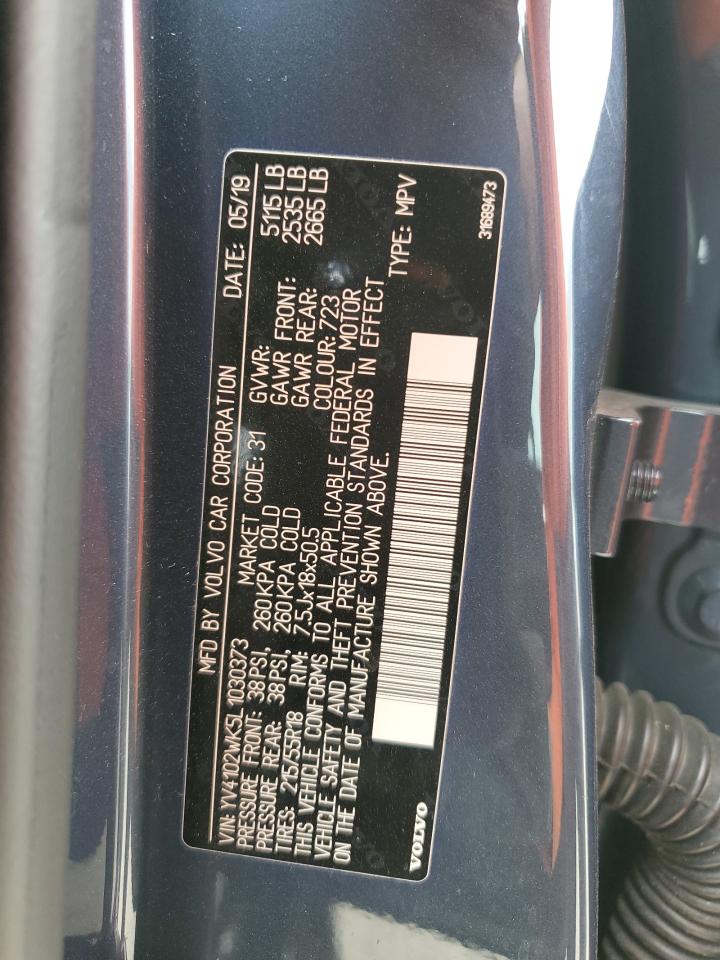 MFD BY VOLVO CAR CORPORATION DATE: 05/19
VIN: YV4102WK5L1030373 MARKET CODE: 31 GVWR: 5115 LB
PRESSURE FRONT: 38PSI, 260KPA COLD GAWR FRONT: 2535 LB
PRESSURE REAR: 38PSI, 260KPA COLD GAWR REAR: 2665 LB
TIRES: 215/55R18 RIM: 7.5Jx18x50.5 COLOUR: 723
THIS VEHICLE CONFORMS TO ALL APPLICABLE FEDERAL MOTOR
VEHICLE SAFETY AND THEFT PREVENTION STANDARDS IN EFFECT
ON THE DATE OF MANUFACTURE SHOWN ABOVE. TYPE: MPV
VOLVO 31689473